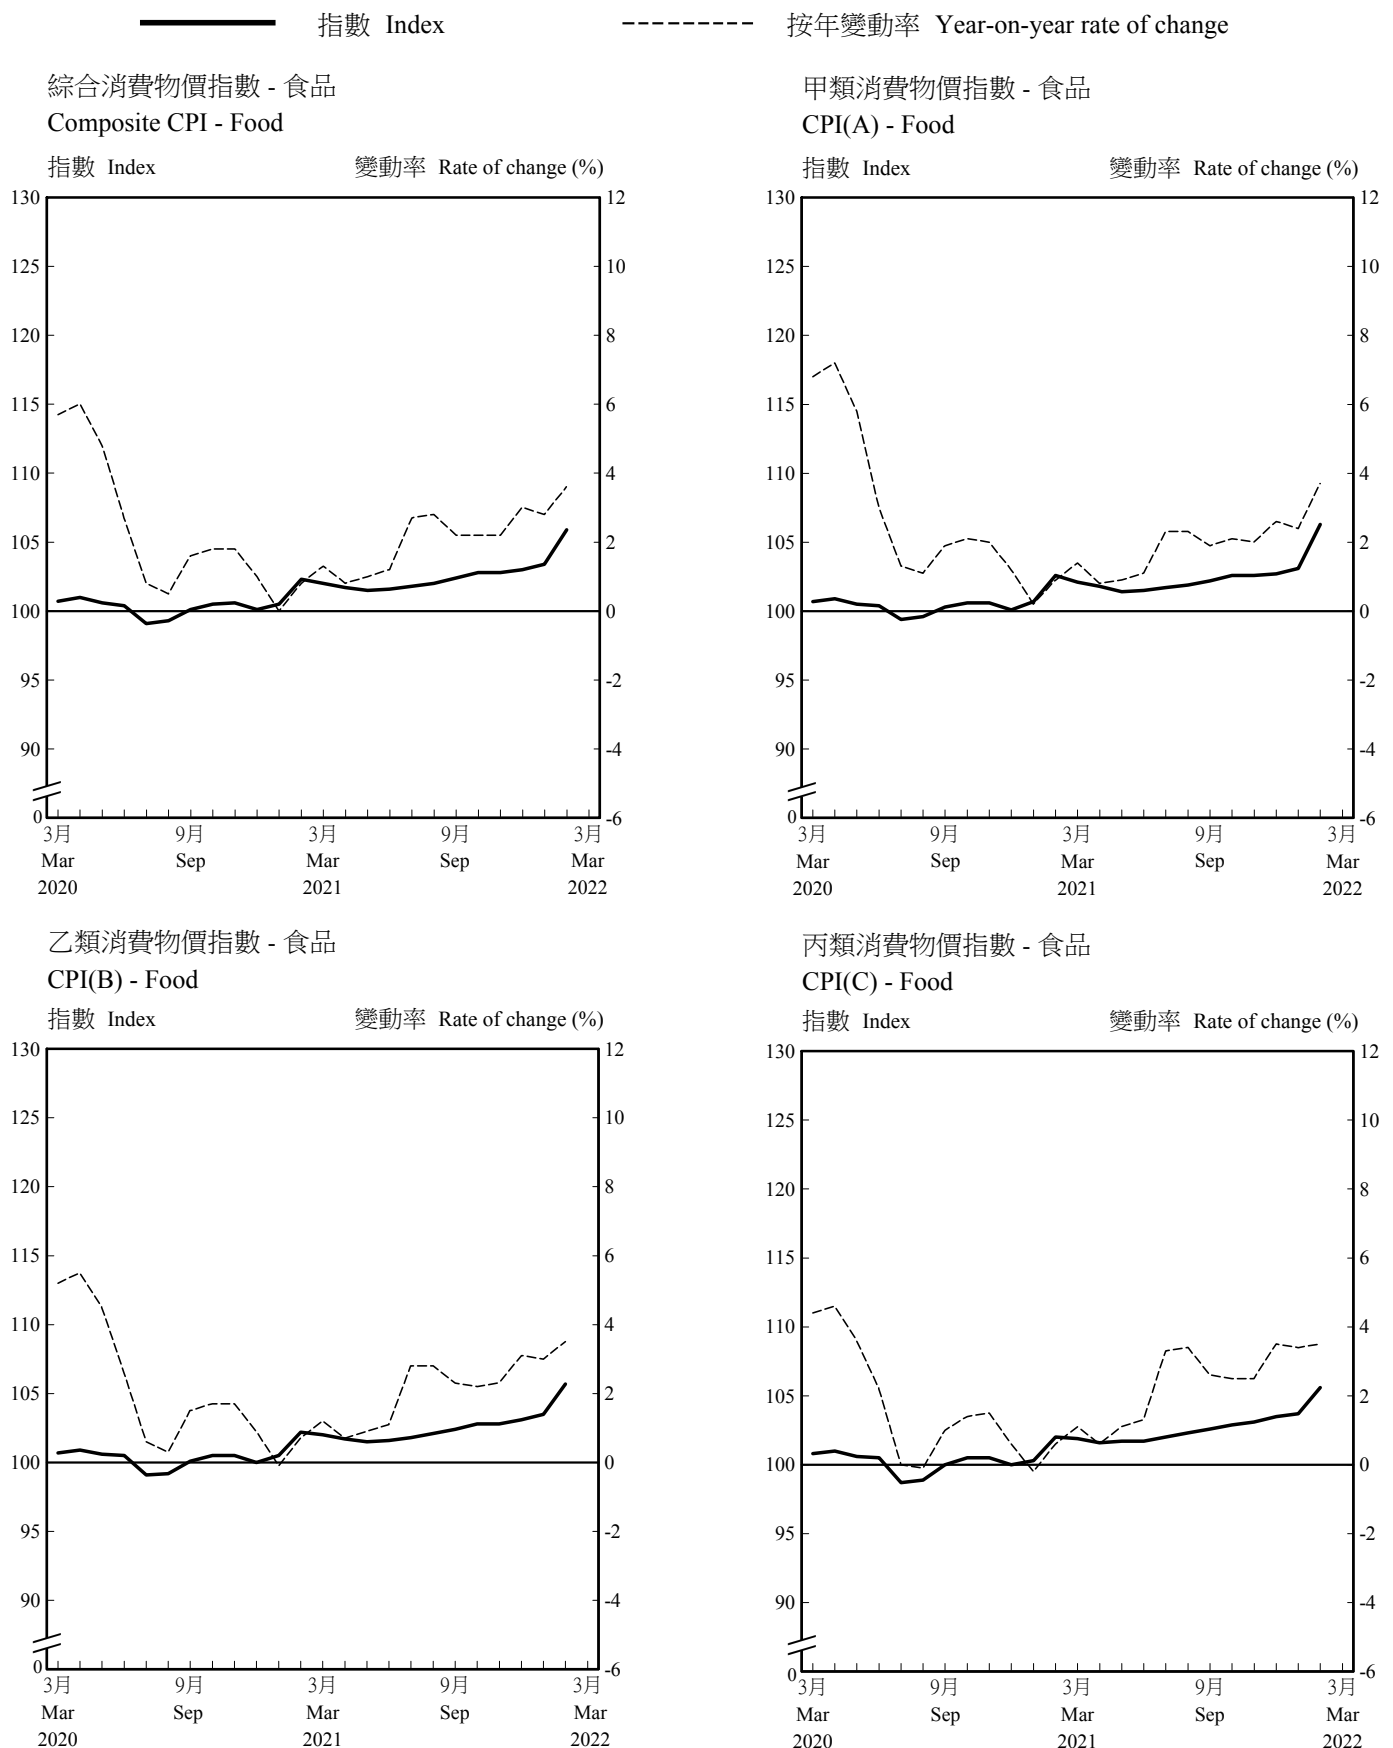 指數 Index
按年變動率 Year-on-year rate of change
綜合消費物價指數 - 食品
Composite CPI - Food
指數 Index
變動率 Rate of change (%)
130
125
120
115
110
105
100
95
90
0
12
10
8
6
4
2
0
-2
-4
-6
3月 9月 3月 9月 3月
Mar Sep Mar Sep Mar
2020 2021 2022
甲類消費物價指數 - 食品
CPI(A) - Food
指數 Index
變動率 Rate of change (%)
130
125
120
115
110
105
100
95
90
0
12
10
8
6
4
2
0
-2
-4
-6
3月 9月 3月 9月 3月
Mar Sep Mar Sep Mar
2020 2021 2022
乙類消費物價指數 - 食品
CPI(B) - Food
指數 Index
變動率 Rate of change (%)
130
125
120
115
110
105
100
95
90
0
12
10
8
6
4
2
0
-2
-4
-6
3月 9月 3月 9月 3月
Mar Sep Mar Sep Mar
2020 2021 2022
丙類消費物價指數 - 食品
CPI(C) - Food
指數 Index
變動率 Rate of change (%)
130
125
120
115
110
105
100
95
90
0
12
10
8
6
4
2
0
-2
-4
-6
3月 9月 3月 9月 3月
Mar Sep Mar Sep Mar
2020 2021 2022